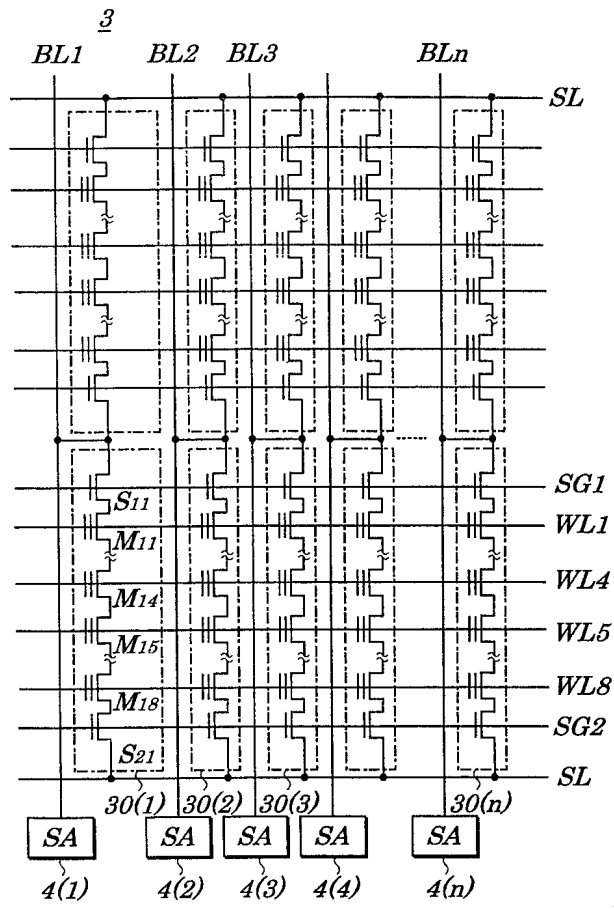 3
BL1 BL2 BL3 BLn
SL
SG1
S11
WL1
M11
WL4
M14
WL5
M15
WL8
M18
SG2
S21
SL
30(1) 30(2) 30(3) 30(n)
SA SA SA SA SA
4(1) 4(2) 4(3) 4(4) 4(n)